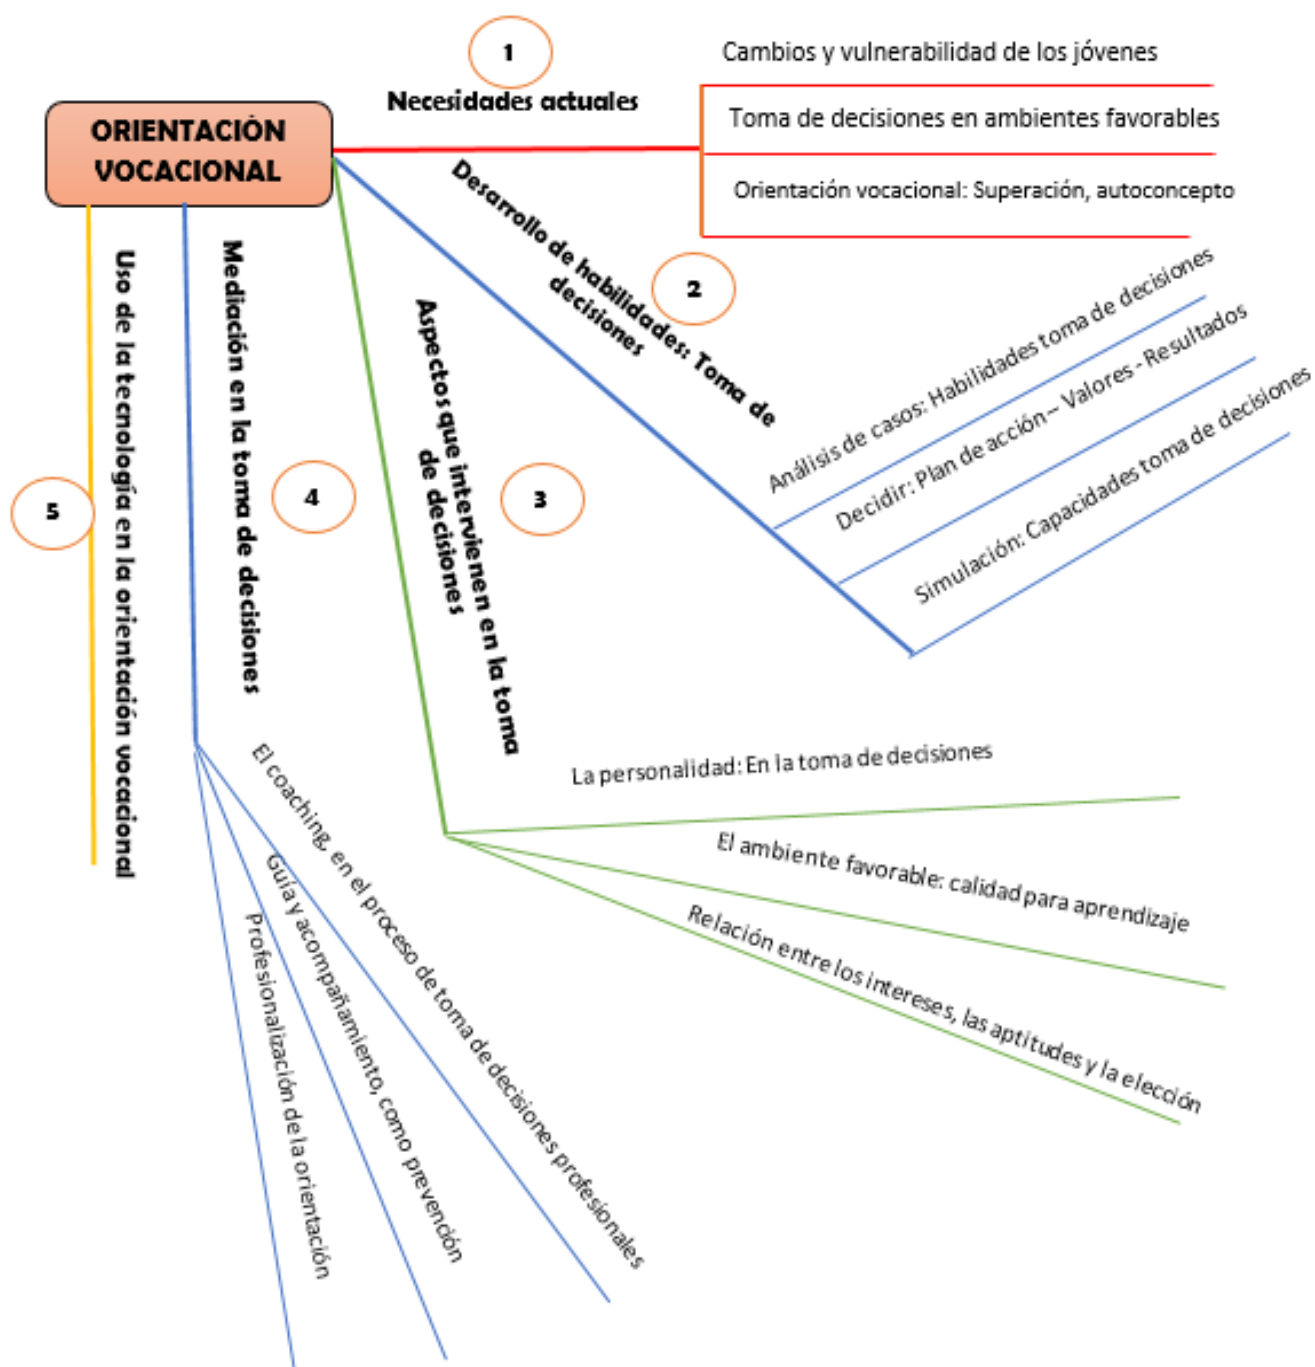 ORIENTACIÓN
VOCACIONAL
1
Necesidades actuales
Cambios y vulnerabilidad de los jóvenes
Toma de decisiones en ambientes favorables
Orientación vocacional: Superación, autoconcepto
2
Desarrollo de habilidades: Toma de
decisiones
Análisis de casos: Habilidades toma de decisiones
Decidir: Plan de acción – Valores - Resultados
Simulación: Capacidades toma de decisiones
3
Aspectos que intervienen en la toma
de decisiones
La personalidad: En la toma de decisiones
El ambiente favorable: calidad para aprendizaje
Relación entre los intereses, las aptitudes y la elección
4
Mediación en la toma de decisiones
El coaching, en el proceso de toma de decisiones profesionales
Guía y acompañamiento, como prevención
Profesionalización de la orientación
5
Uso de la tecnología en la orientación vocacional